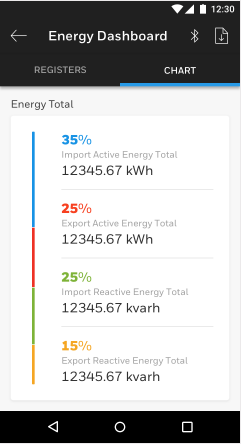 12:30
Energy Dashboard
REGISTERS
CHART
Energy Total
35%
Import Active Energy Total
12345.67 kWh
25%
Export Active Energy Total
12345.67 kWh
25%
Import Reactive Energy Total
12345.67 kvarh
15%
Export Reactive Energy Total
12345.67 kvarh